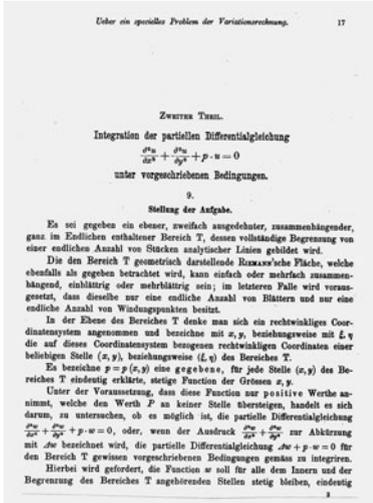 Ueber ein specielles Problem der Variationsrechnung. 17
ZWEITER THEIL.
Integration der partiellen Differentialgleichung
∂²u/∂x² + ∂²u/∂y² + p·u = 0
unter vorgeschriebenen Bedingungen.
9.
Stellung der Aufgabe.
Es sei gegeben ein ebener, zweifach ausgedehnter, zusammenhängender,
ganz im Endlichen enthaltener Bereich T, dessen vollständige Begrenzung von
einer endlichen Anzahl von Stücken analytischer Linien gebildet wird.
Die den Bereich T geometrisch darstellende RIEMANN'sche Fläche, welche
ebenfalls als gegeben betrachtet wird, kann einfach oder mehrfach zusammen-
hängend, einblättrig oder mehrblättrig sein; im letzteren Falle wird voraus-
gesetzt, dass dieselbe nur eine endliche Anzahl von Blättern und nur eine
endliche Anzahl von Windungspunkten besitzt.
In der Ebene des Bereiches T denke man sich ein rechtwinkliges Coor-
dinatensystem angenommen und bezeichne mit x, y, beziehungsweise mit ξ, η
die auf dieses Coordinatensystem bezogenen rechtwinkligen Coordinaten einer
beliebigen Stelle (x, y), beziehungsweise (ξ, η) des Bereiches T.
Es bezeichne p = p(x, y) eine gegebene, für jede Stelle (x, y) des Be-
reiches T eindeutig erklärte, stetige Function der Grössen x, y.
Unter der Voraussetzung, dass diese Function nur positive Werthe an-
nimmt, welche den Werth P an keiner Stelle übersteigen, handelt es sich
darum, zu untersuchen, ob es möglich ist, die partielle Differentialgleichung
∂²w/∂x² + ∂²w/∂y² + p·w = 0, oder, wenn der Ausdruck ∂²w/∂x² + ∂²w/∂y² zur Abkürzung
mit Δw bezeichnet wird, die partielle Differentialgleichung Δw + p·w = 0 für
den Bereich T gewissen vorgeschriebenen Bedingungen gemäss zu integriren.
Hierbei wird gefordert, die Function w soll für alle dem Innern und der
Begrenzung des Bereiches T angehörenden Stellen stetig bleiben, eindeutig
3